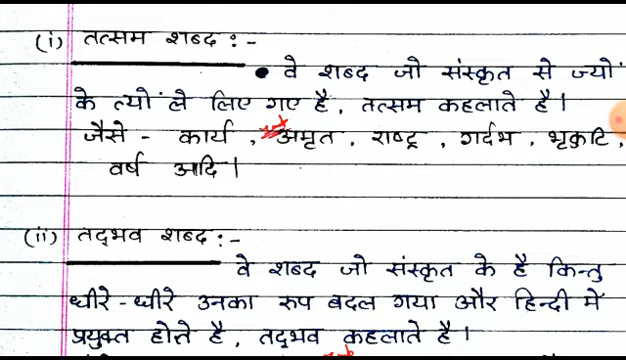 (i) तत्सम शब्द :-
• वे शब्द जो संस्कृत से ज्यों
के त्यों ले लिए गए है, तत्सम कहलाते है।
जैसे - कार्य, अमृत, राष्ट्र, गर्दभ, भृकुटि,
वर्ष आदि।
(ii) तद्भव शब्द :-
वे शब्द जो संस्कृत के है किन्तु
धीरे-धीरे उनका रुप बदल गया और हिन्दी में
प्रयुक्त होते है, तद्भव कहलाते है।